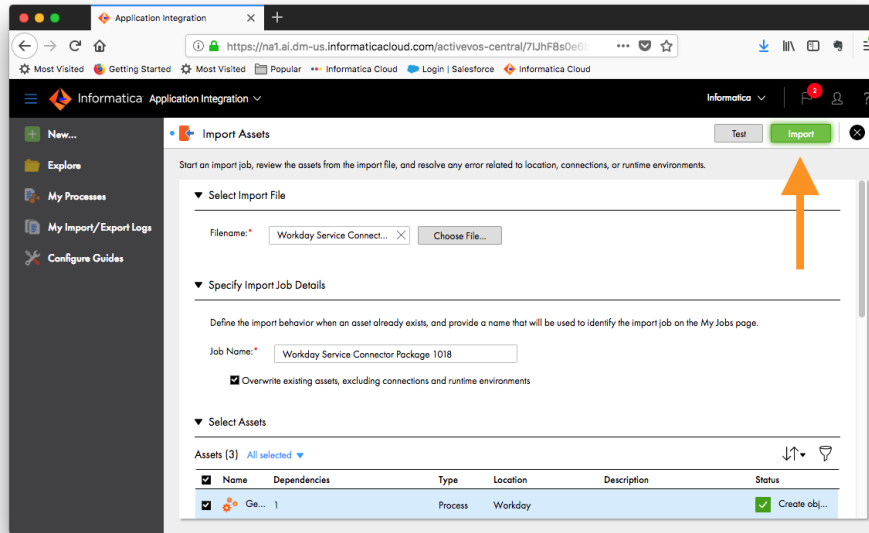 Application Integration
https://na1.ai.dm-us.informaticacloud.com/activevos-central/7IJhF8s0e6
Most Visited Getting Started Most Visited Popular Informatica Cloud Login | Salesforce Informatica Cloud
Informatica Application Integration Informatica 2
New... Import Assets Test Import
Explore Start an import job, review the assets from the import file, and resolve any error related to location, connections, or runtime environments.
My Processes Select Import File
My Import/Export Logs Filename:* Workday Service Connect... Choose File...
Configure Guides
Specify Import Job Details
Define the import behavior when an asset already exists, and provide a name that will be used to identify the import job on the My Jobs page.
Job Name:* Workday Service Connector Package 1018
Overwrite existing assets, excluding connections and runtime environments
Select Assets
Assets (3) All selected
Name Dependencies Type Location Description Status
Ge... 1 Process Workday Create obj...